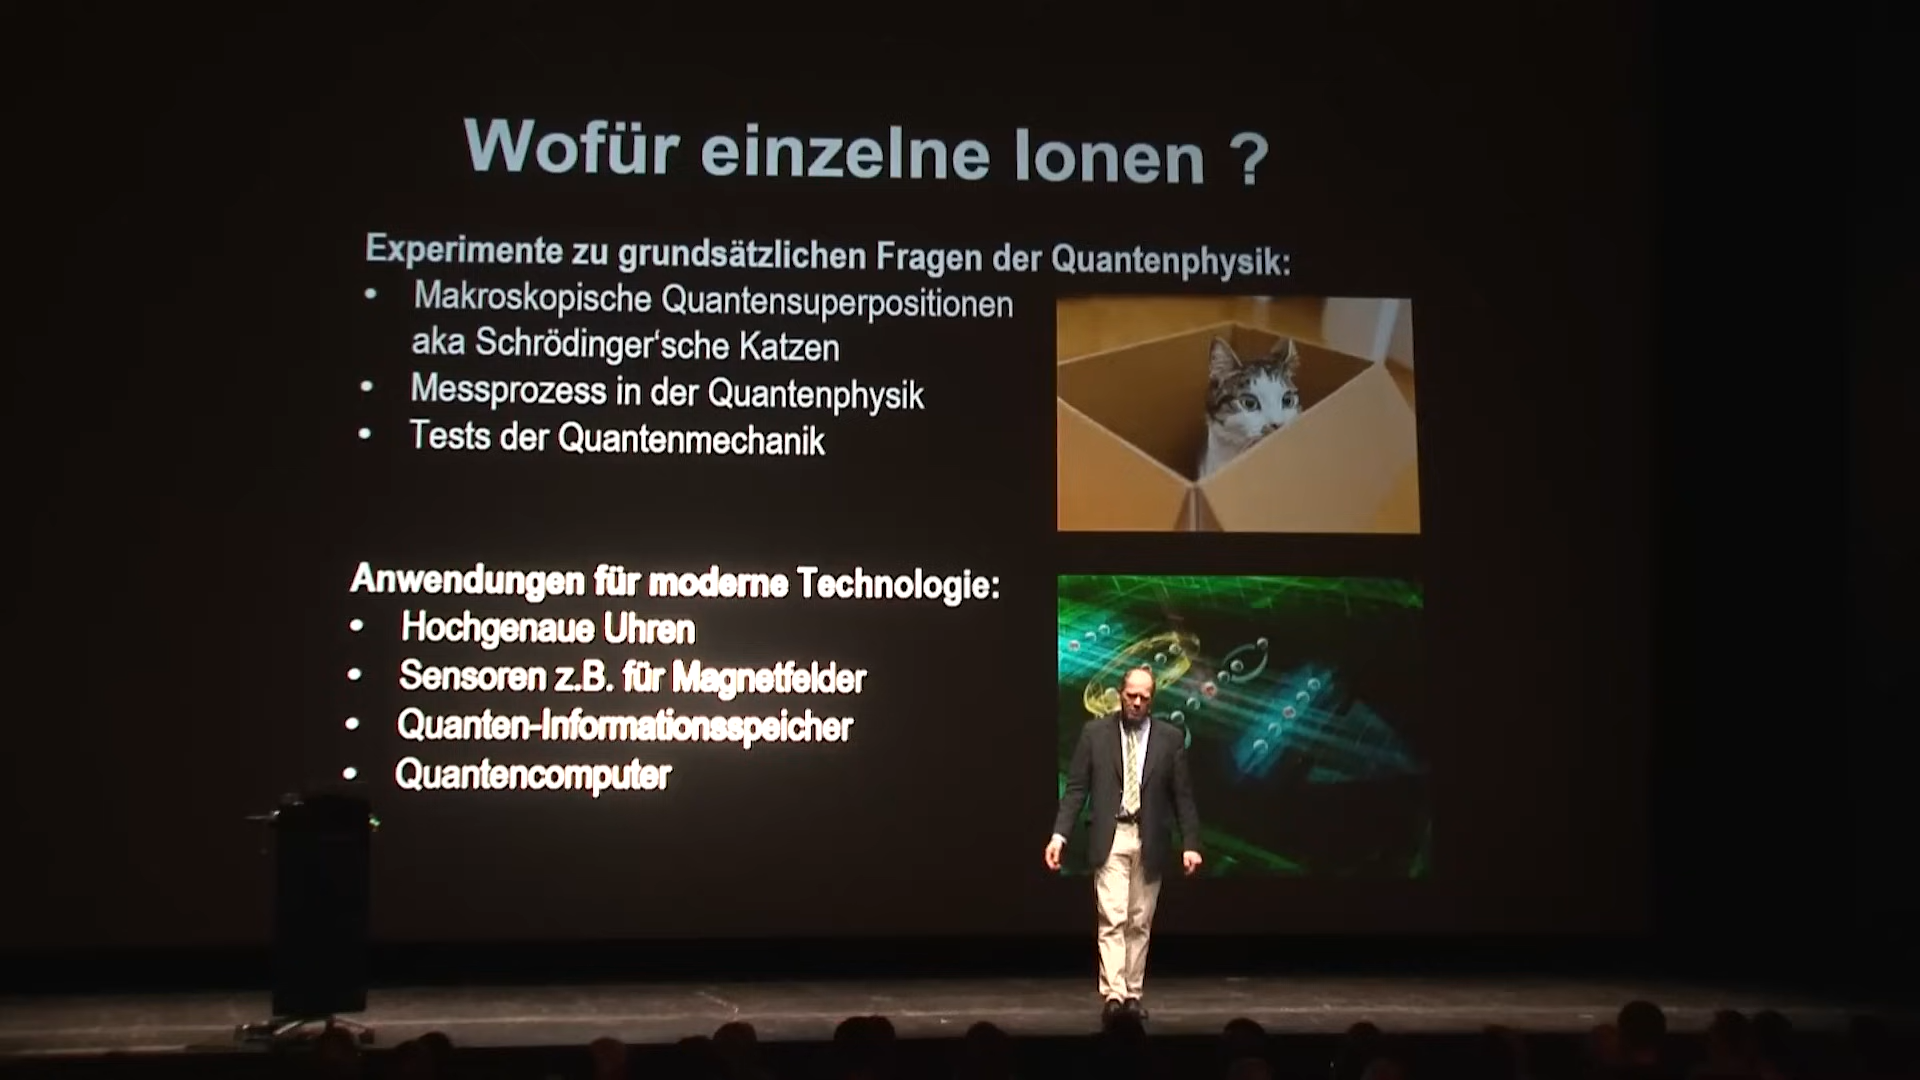 Wofür einzelne Ionen ?
Experimente zu grundsätzlichen Fragen der Quantenphysik:
• Makroskopische Quantensuperpositionen
aka Schrödinger‘sche Katzen
• Messprozess in der Quantenphysik
• Tests der Quantenmechanik
Anwendungen für moderne Technologie:
• Hochgenaue Uhren
• Sensoren z.B. für Magnetfelder
• Quanten-Informationsspeicher
• Quantencomputer